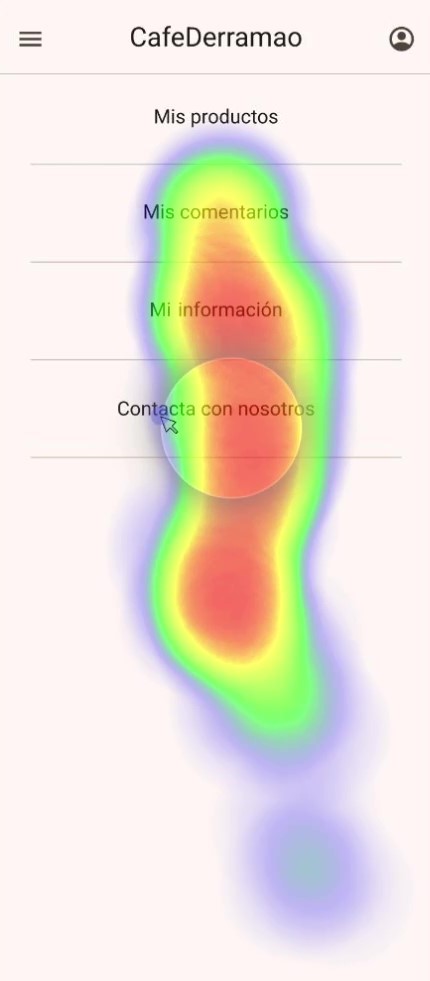 CafeDerramao
Mis productos
Mis comentarios
Mi información
Contacta con nosotros